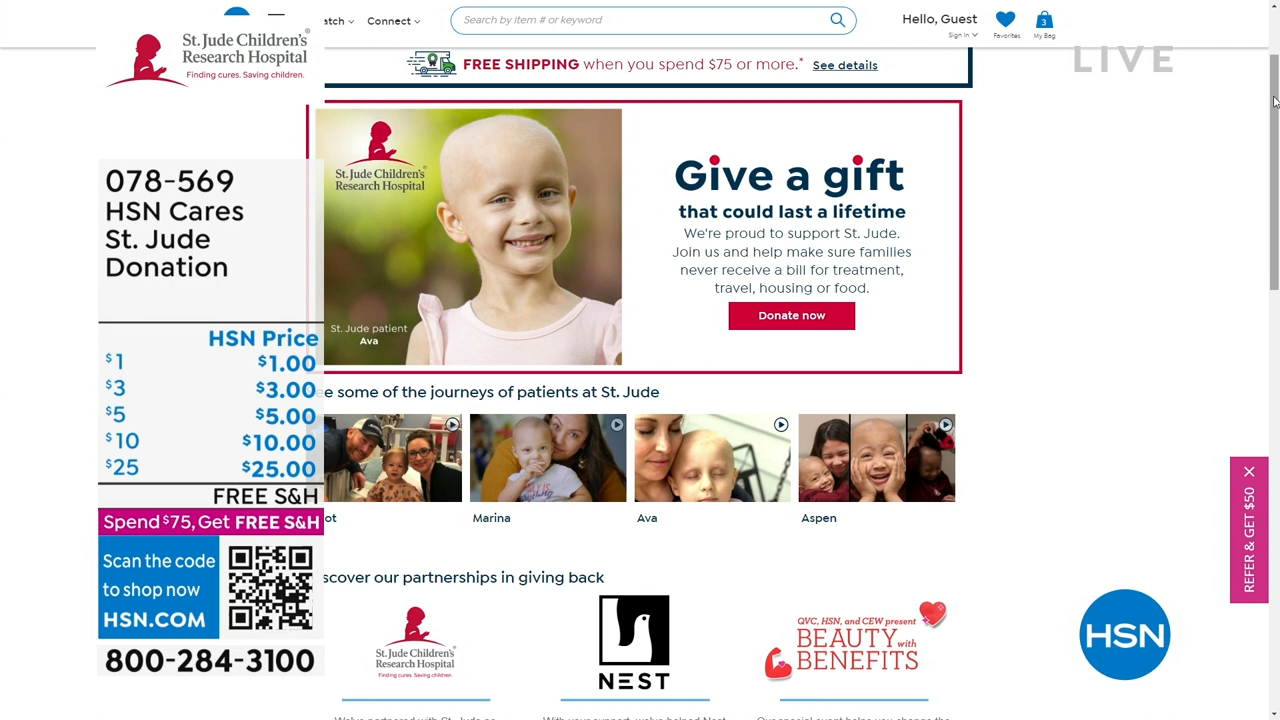 atch
Connect
Search by item # or keyword
Hello, Guest
Sign In
Favorites
3
My Bag
St. Jude Children's
Research Hospital
Finding cures. Saving children.
FREE SHIPPING when you spend $75 or more.* See details
LIVE
078-569
HSN Cares
St. Jude
Donation
HSN Price
$1 $1.00
$3 $3.00
$5 $5.00
$10 $10.00
$25 $25.00
FREE S&H
Spend $75, Get FREE S&H
Scan the code
to shop now
HSN.COM
800-284-3100
St. Jude Children's
Research Hospital
St. Jude patient
Ava
Give a gift
that could last a lifetime
We're proud to support St. Jude.
Join us and help make sure families
never receive a bill for treatment,
travel, housing or food.
Donate now
e some of the journeys of patients at St. Jude
ot
Marina
Ava
Aspen
scover our partnerships in giving back
St. Jude Children's
Research Hospital
Finding cures. Saving children.
NEST
QVC, HSN, and CEW present
BEAUTY with
BENEFITS
REFER & GET $50
HSN